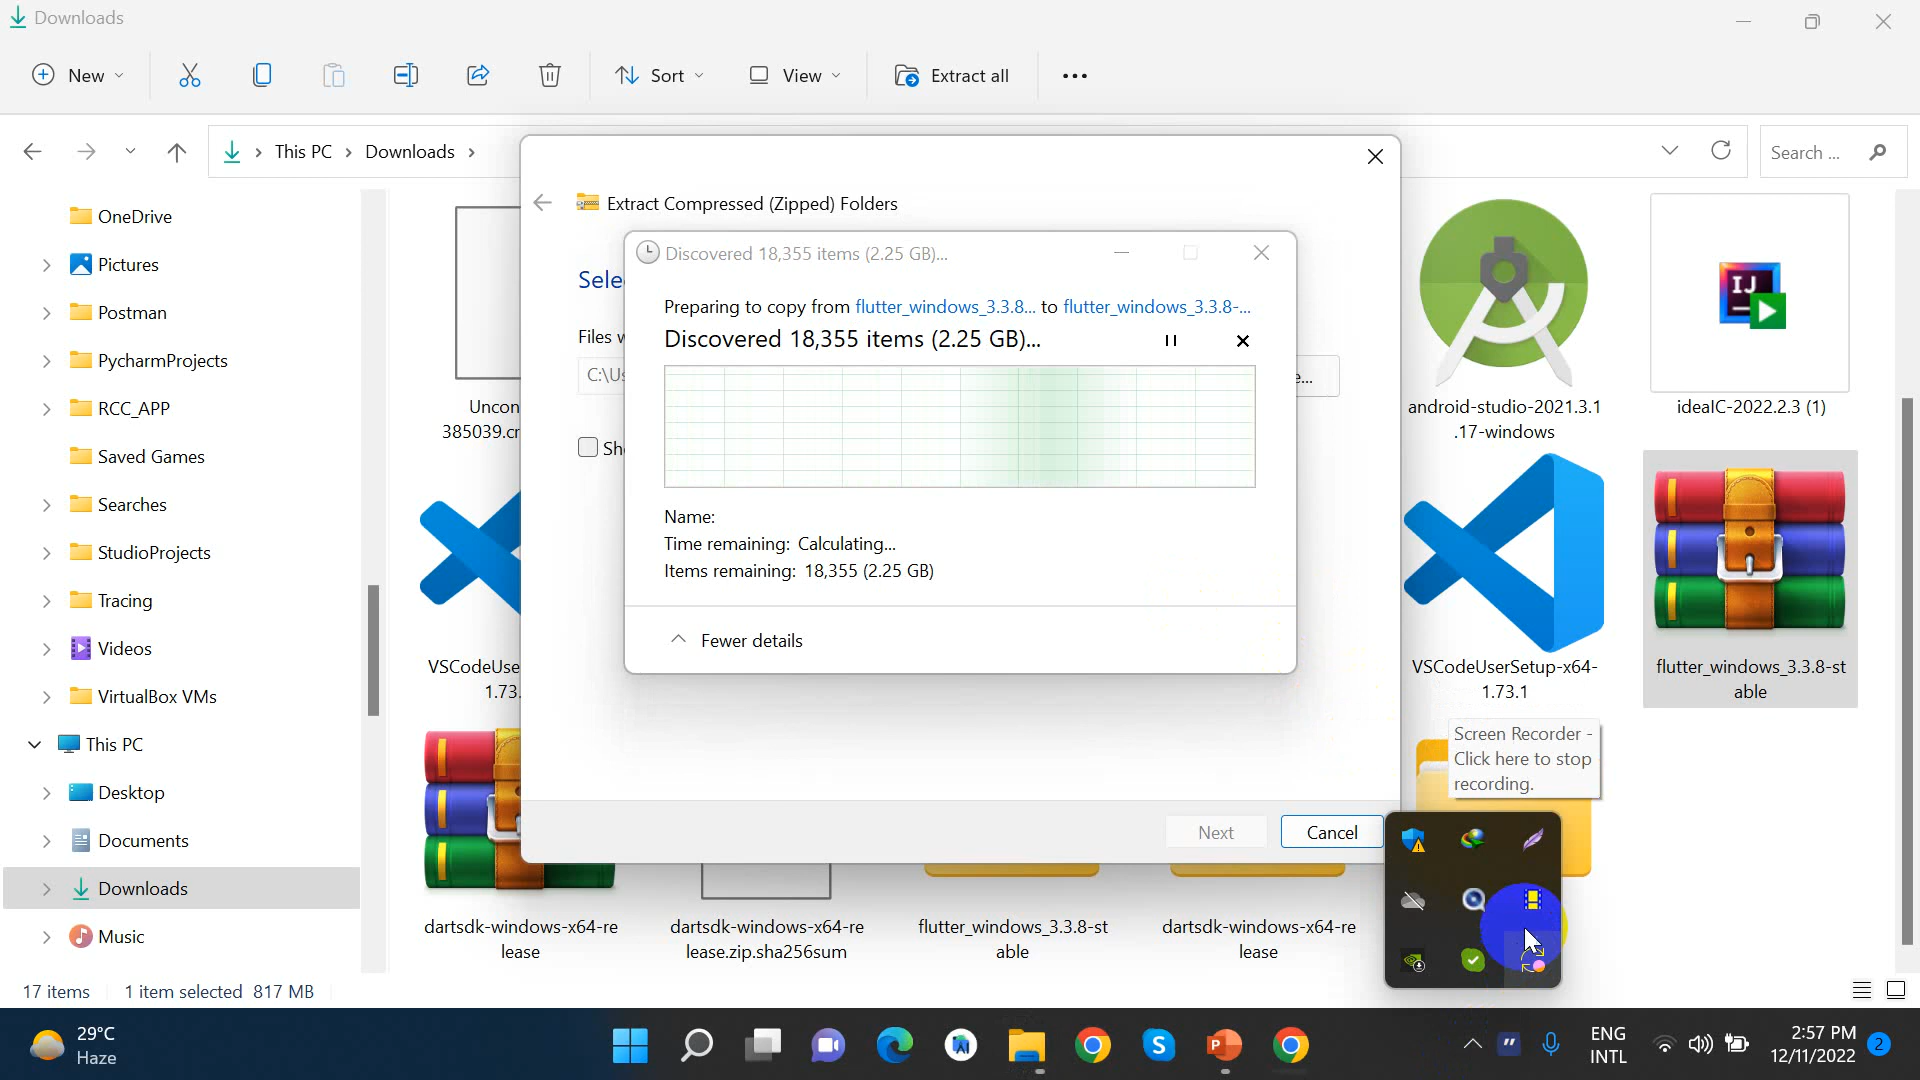 Downloads
New
Sort
View
Extract all
This PC
Downloads
Search ...
OneDrive
Pictures
Postman
PycharmProjects
RCC_APP
Saved Games
Searches
StudioProjects
Tracing
Videos
VirtualBox VMs
This PC
Desktop
Documents
Downloads
Music
Extract Compressed (Zipped) Folders
Sele
Files w
C:\Us
e...
Sh
Discovered 18,355 items (2.25 GB)...
Preparing to copy from flutter_windows_3.3.8... to flutter_windows_3.3.8-...
Discovered 18,355 items (2.25 GB)...
Name:
Time remaining: Calculating...
Items remaining: 18,355 (2.25 GB)
Fewer details
Next
Cancel
Uncon
385039.cr
android-studio-2021.3.1
.17-windows
IJ
ideaIC-2022.2.3 (1)
VSCodeUse
1.73.
VSCodeUserSetup-x64-
1.73.1
flutter_windows_3.3.8-st
able
Screen Recorder -
Click here to stop
recording.
dartsdk-windows-x64-re
lease
dartsdk-windows-x64-re
lease.zip.sha256sum
flutter_windows_3.3.8-st
able
dartsdk-windows-x64-re
lease
17 items
1 item selected 817 MB
29°C
Haze
ENG
INTL
2:57 PM
12/11/2022
2